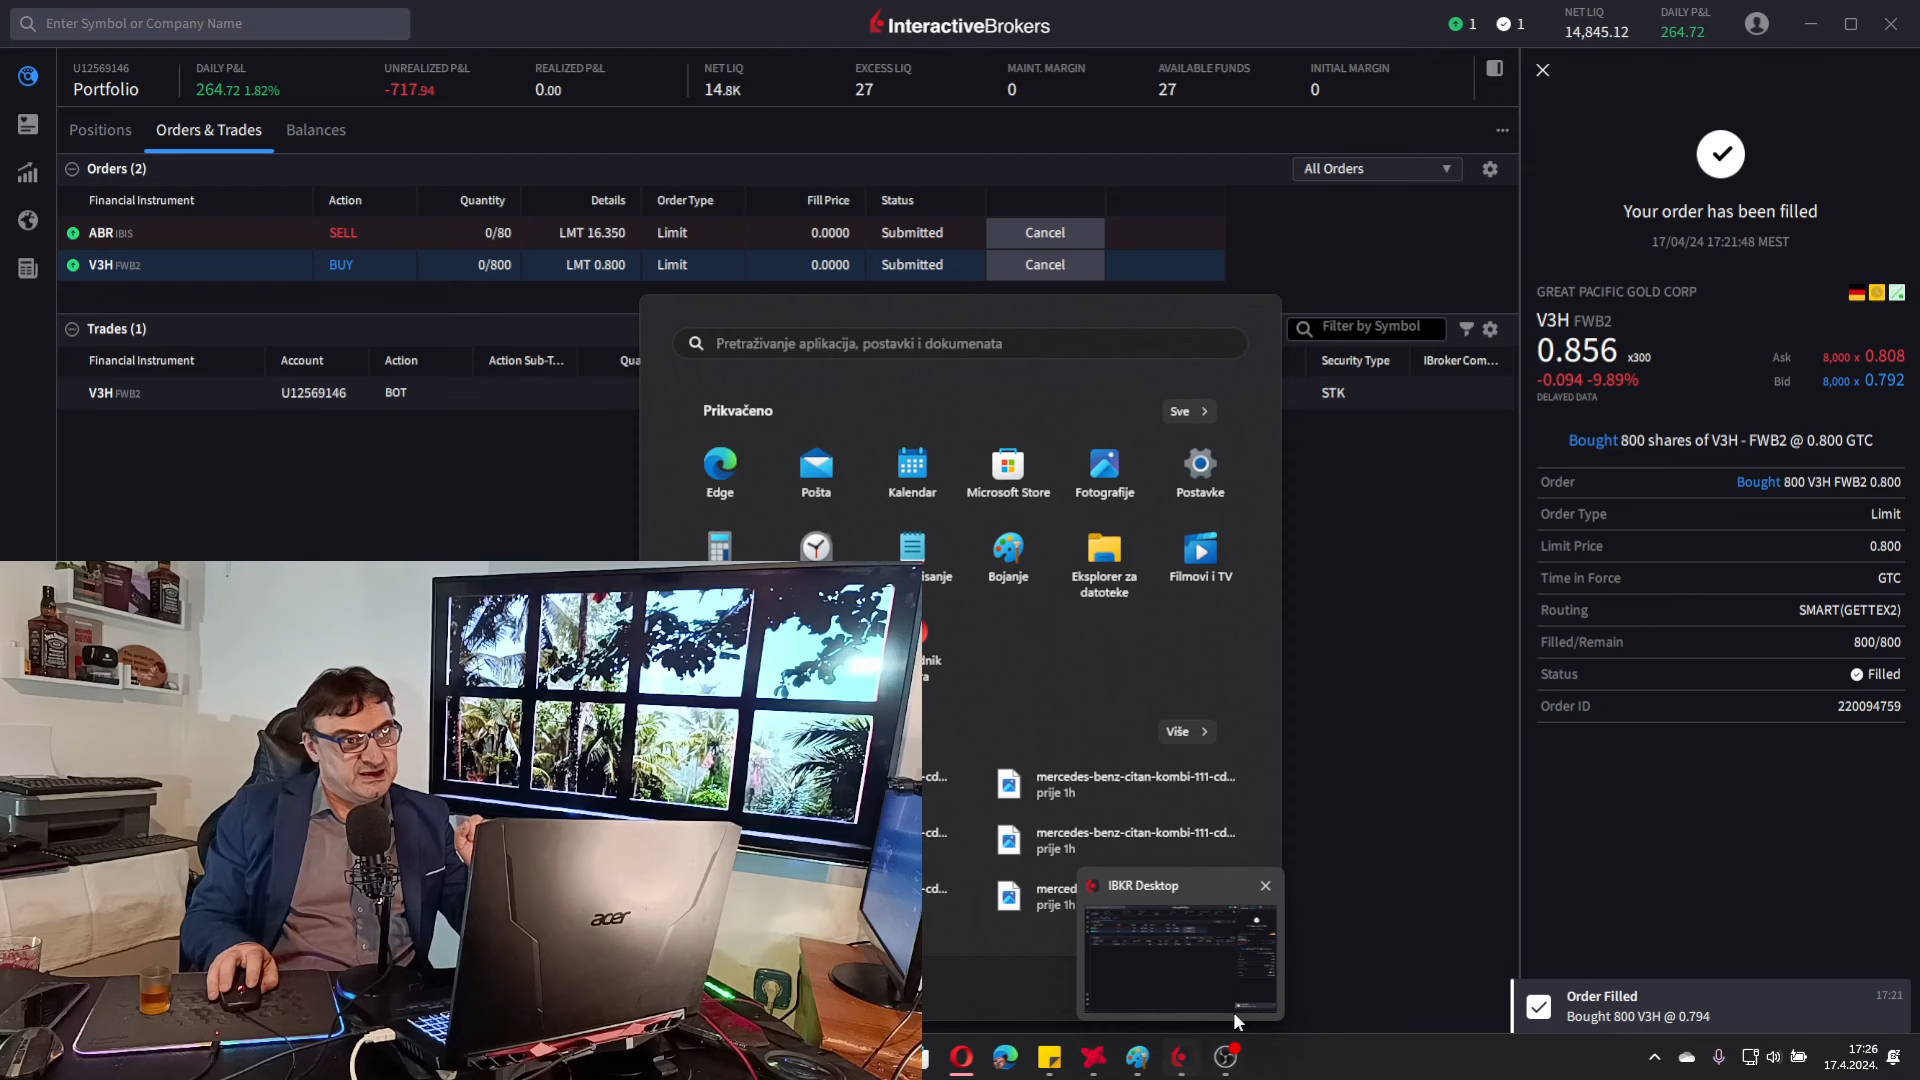 Enter Symbol or Company Name
InteractiveBrokers
1
1
NET LIQ
14,845.12
DAILY P&L
264.72
U12569146
Portfolio
DAILY P&L
264.72 1.82%
UNREALIZED P&L
-717.94
REALIZED P&L
0.00
NET LIQ
14.8K
EXCESS LIQ
27
MAINT. MARGIN
0
AVAILABLE FUNDS
27
INITIAL MARGIN
0
Positions
Orders & Trades
Balances
Orders (2)
All Orders
Financial Instrument Action Quantity Details Order Type Fill Price Status
ABR IBIS SELL 0/80 LMT 16.350 Limit 0.0000 Submitted Cancel
V3H FWB2 BUY 0/800 LMT 0.800 Limit 0.0000 Submitted Cancel
Trades (1)
Filter by Symbol
Financial Instrument Account Action Action Sub-T... Qua Security Type IBroker Com...
V3H FWB2 U12569146 BOT STK
Pretraživanje aplikacija, postavki i dokumenata
Prikvačeno
Sve
Edge
Pošta
Kalendar
Microsoft Store
Fotografije
Postavke
isanje
Bojanje
Eksplorer za
datoteke
Filmovi i TV
dnik
a
Više
-cd...
mercedes-benz-citan-kombi-111-cd...
prije 1h
-cd...
mercedes-benz-citan-kombi-111-cd...
prije 1h
-cd...
merced
prije 1h
IBKR Desktop
acer
Your order has been filled
17/04/24 17:21:48 MEST
GREAT PACIFIC GOLD CORP
V3H FWB2
0.856 x300
Ask 8,000 x 0.808
-0.094 -9.89%
Bid 8,000 x 0.792
DELAYED DATA
Bought 800 shares of V3H - FWB2 @ 0.800 GTC
Order Bought 800 V3H FWB2 0.800
Order Type Limit
Limit Price 0.800
Time in Force GTC
Routing SMART(GETTEX2)
Filled/Remain 800/800
Status Filled
Order ID 220094759
Order Filled
17:21
Bought 800 V3H @ 0.794
17:26
17.4.2024.